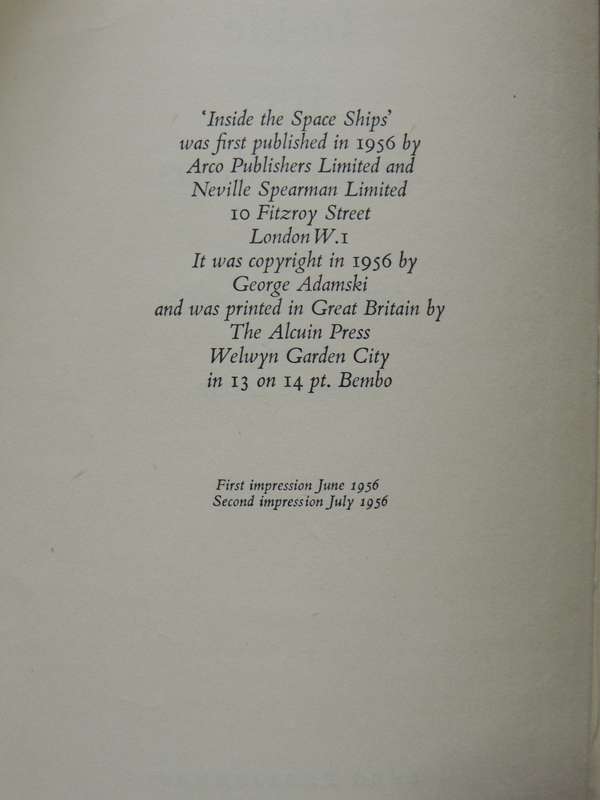 ‘Inside the Space Ships’
was first published in 1956 by
Arco Publishers Limited and
Neville Spearman Limited
10 Fitzroy Street
London W.1
It was copyright in 1956 by
George Adamski
and was printed in Great Britain by
The Alcuin Press
Welwyn Garden City
in 13 on 14 pt. Bembo
First impression June 1956
Second impression July 1956